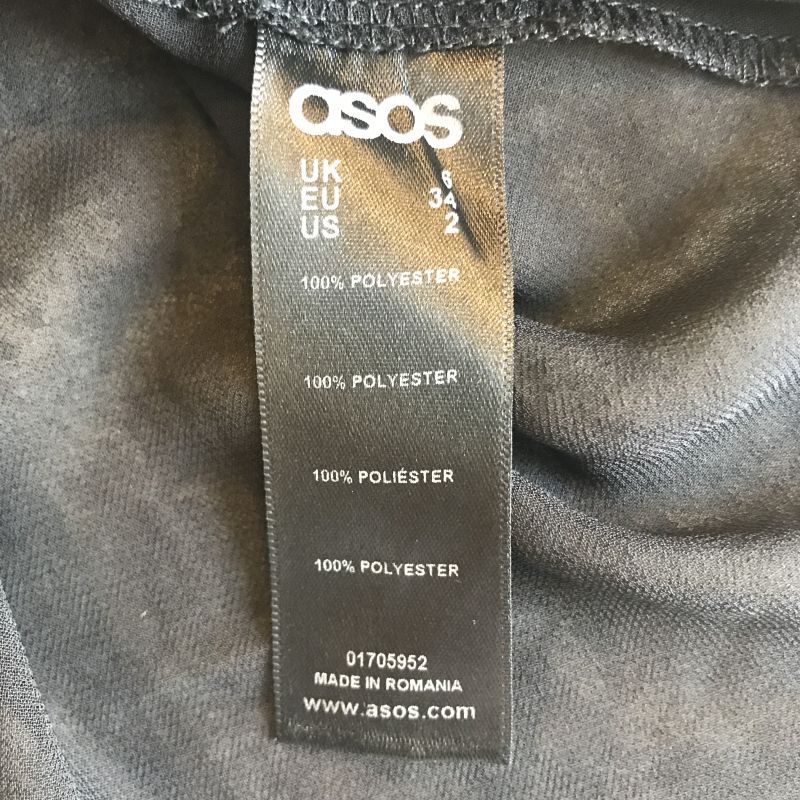 asos
UK 6
EU 34
US 2
100% POLYESTER
100% POLYESTER
100% POLIÉSTER
100% POLYESTER
01705952
MADE IN ROMANIA
www.asos.com